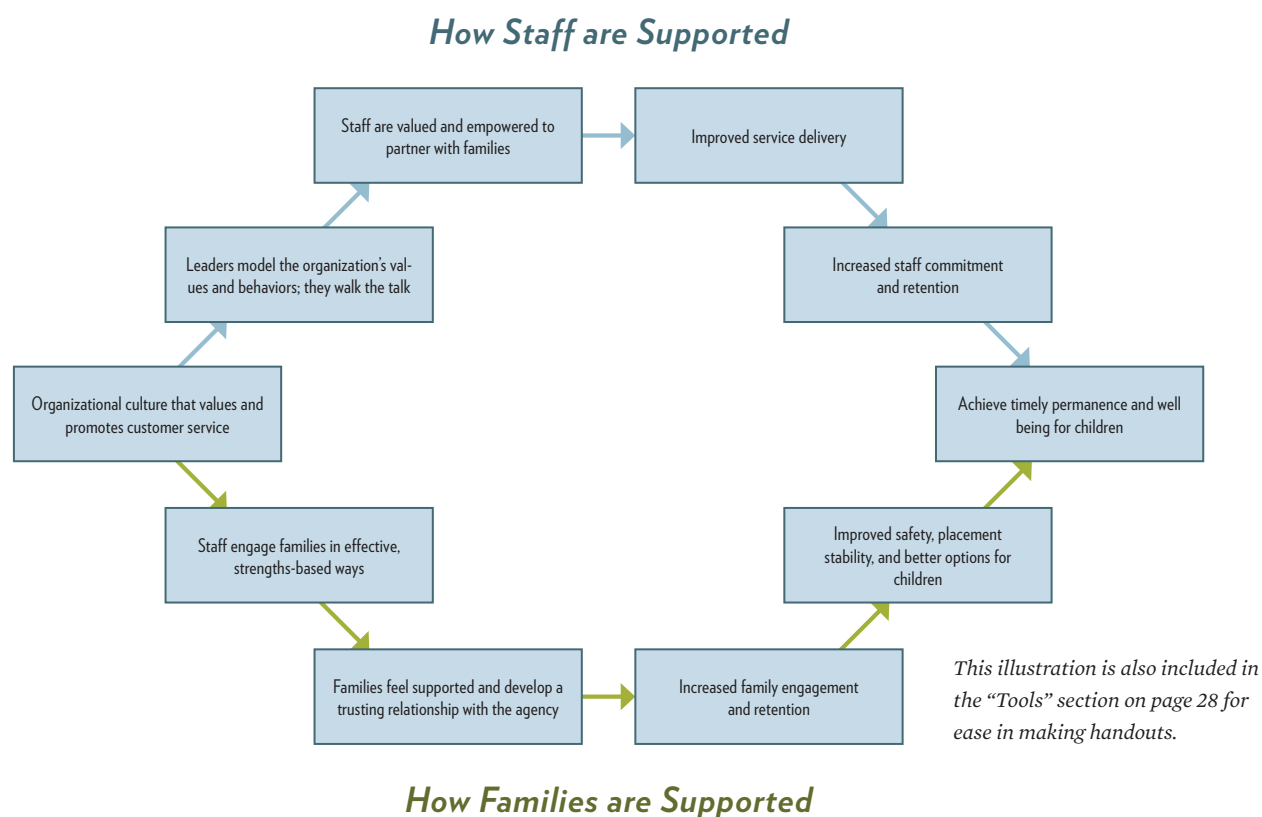 How Staff are Supported
Staff are valued and empowered to
partner with families
Improved service delivery
Leaders model the organization’s val-
ues and behaviors; they walk the talk
Increased staff commitment
and retention
Organizational culture that values and
promotes customer service
Achieve timely permanence and well
being for children
Staff engage families in effective,
strengths-based ways
Improved safety, placement
stability, and better options for
children
Families feel supported and develop a
trusting relationship with the agency
Increased family engagement
and retention
This illustration is also included in
the “Tools” section on page 28 for
ease in making handouts.
How Families are Supported